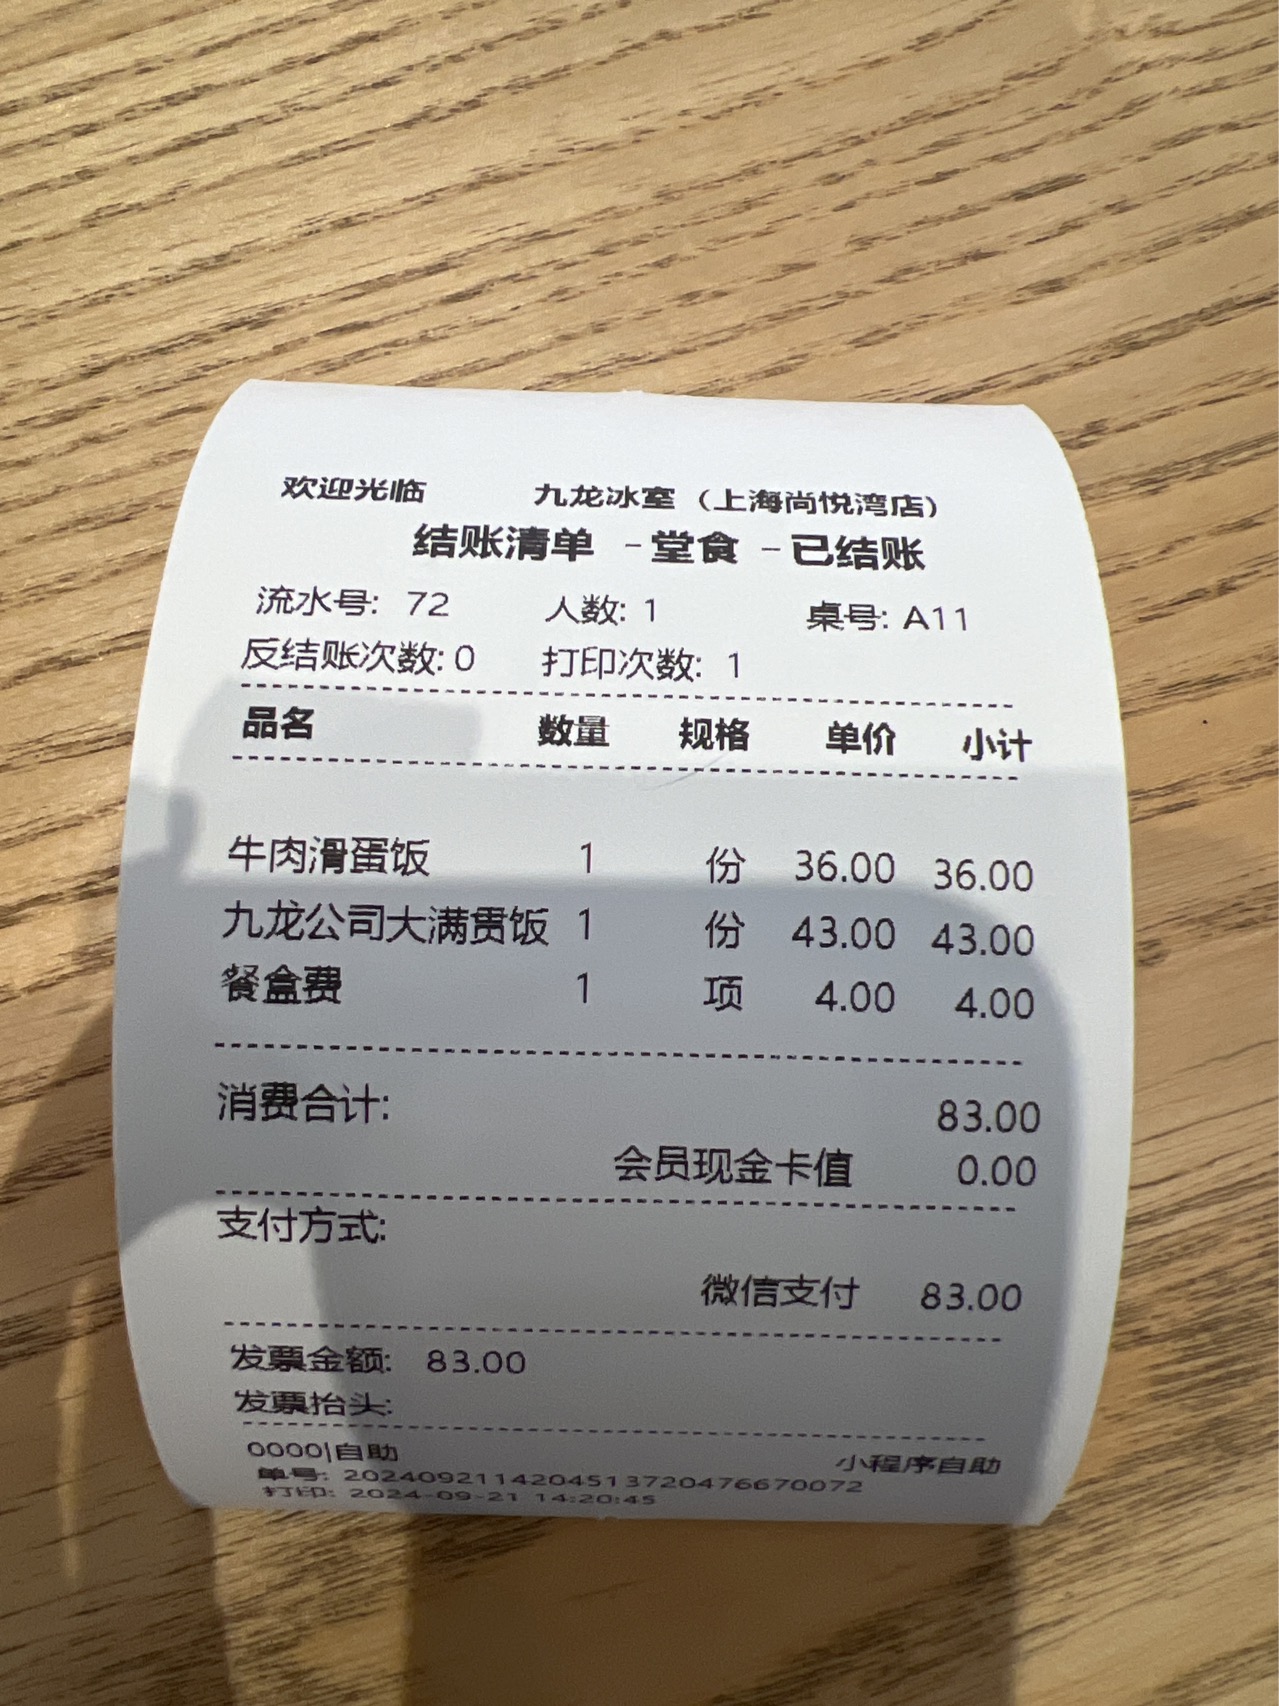 欢迎光临 九龙冰室（上海尚悦湾店）
结账清单 -堂食 -已结账
流水号: 72 人数: 1 桌号: A11
反结账次数: 0 打印次数: 1
品名 数量 规格 单价 小计
牛肉滑蛋饭 1 份 36.00 36.00
九龙公司大满贯饭 1 份 43.00 43.00
餐盒费 1 项 4.00 4.00
消费合计: 83.00
会员现金卡值 0.00
支付方式:
微信支付 83.00
发票金额: 83.00
发票抬头:
0000|自助 小程序自助
单号: 2024092114204513720476670072
打印: 2024-09-21 14:20:45